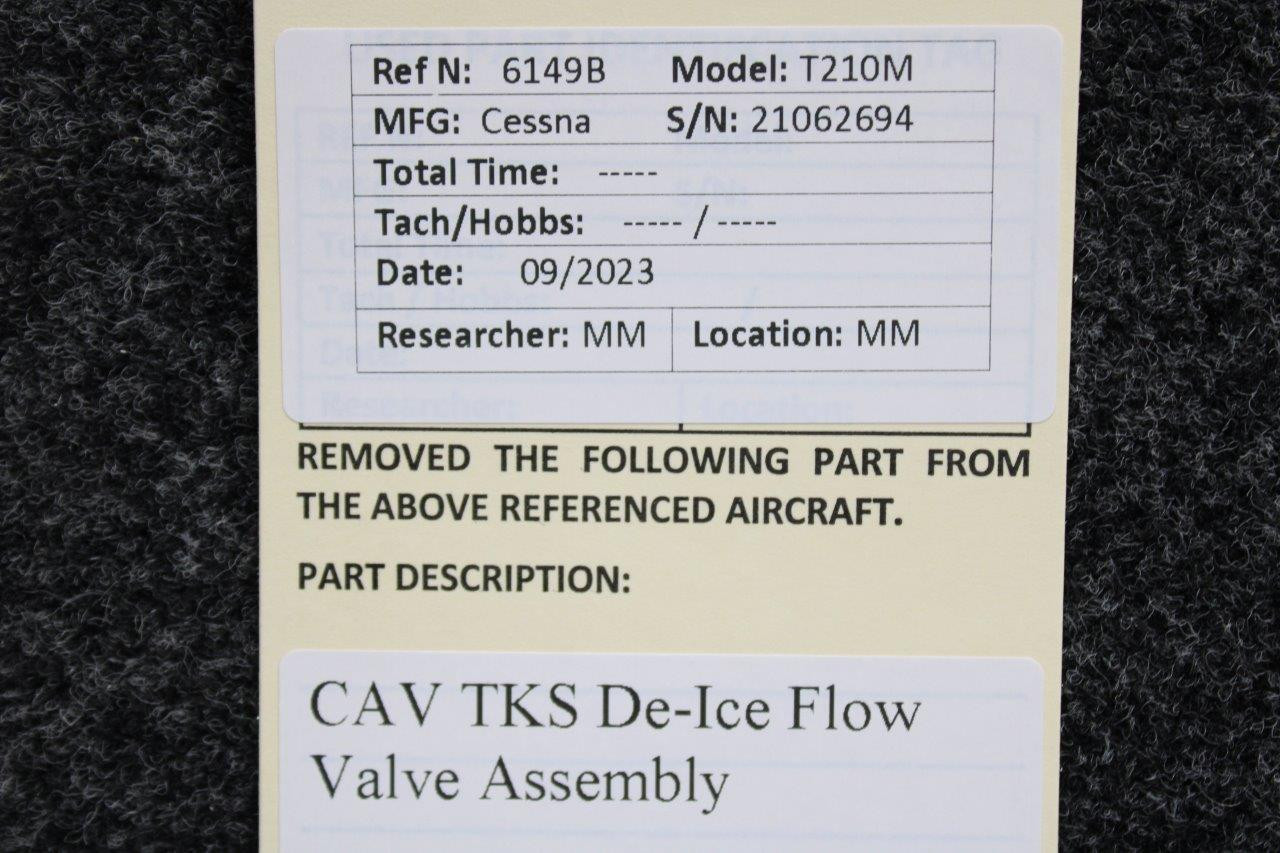 Ref N: 6149B Model: T210M
MFG: Cessna S/N: 21062694
Total Time: -----
Tach/Hobbs: ----- / -----
Date: 09/2023
Researcher: MM Location: MM
REMOVED THE FOLLOWING PART FROM
THE ABOVE REFERENCED AIRCRAFT.
PART DESCRIPTION:
CAV TKS De-Ice Flow
Valve Assembly